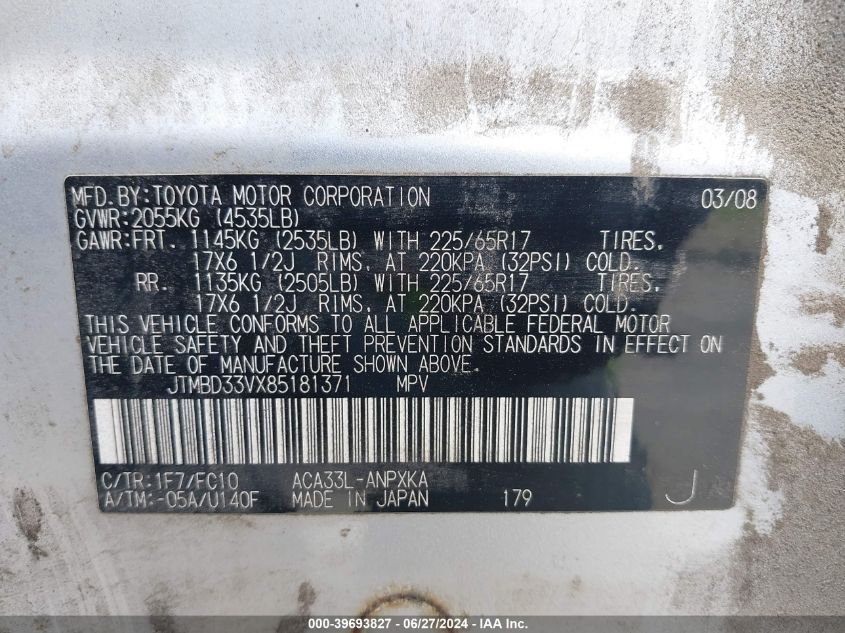 MFD. BY: TOYOTA MOTOR CORPORATION 03/08
GVWR: 2055KG (4535LB)
GAWR: FRT. 1145KG (2535LB) WITH 225/65R17 TIRES,
17X6 1/2J RIMS, AT 220KPA (32PSI) COLD.
RR. 1135KG (2505LB) WITH 225/65R17 TIRES,
17X6 1/2J RIMS, AT 220KPA (32PSI) COLD.
THIS VEHICLE CONFORMS TO ALL APPLICABLE FEDERAL MOTOR
VEHICLE SAFETY AND THEFT PREVENTION STANDARDS IN EFFECT ON
THE DATE OF MANUFACTURE SHOWN ABOVE.
JTMBD33VX85181371 MPV
C/TR: 1F7/FC10 ACA33L-ANPXKA
A/TM: -05A/U140F MADE IN JAPAN 179 J
000-39693827 - 06/27/2024 - IAA Inc.